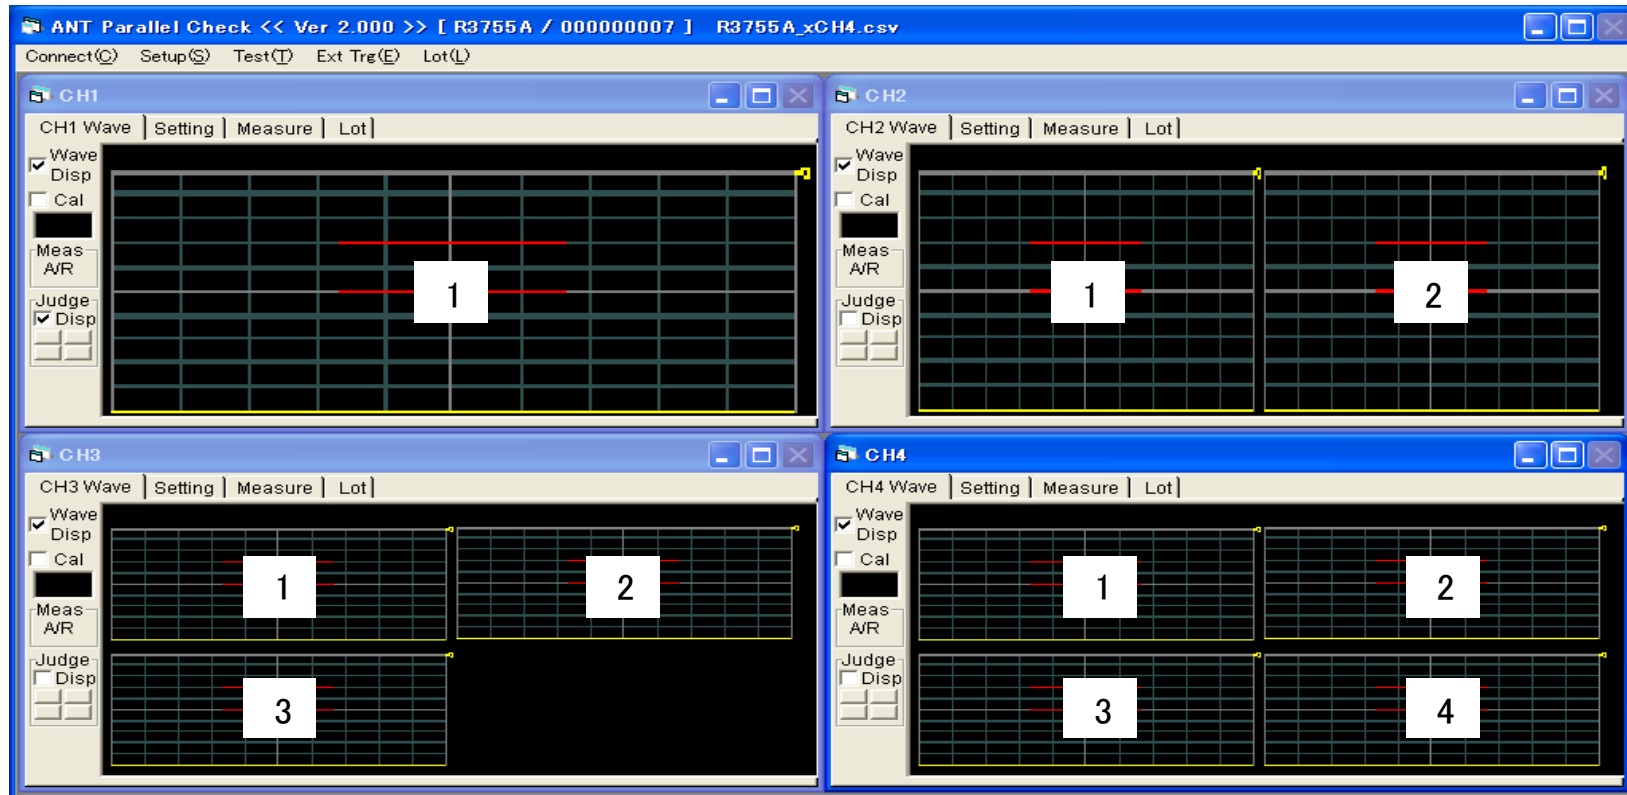 ANT Parallel Check << Ver 2.000 >> [ R3755A / 000000007 ] R3755A_xCH4.csv
Connect(C) Setup(S) Test(T) Ext Trg(E) Lot(L)
CH1
CH1 Wave Setting Measure Lot
Wave
Disp
Cal
Meas
A/R
Judge
Disp
1
CH2
CH2 Wave Setting Measure Lot
Wave
Disp
Cal
Meas
A/R
Judge
Disp
1
2
CH3
CH3 Wave Setting Measure Lot
Wave
Disp
Cal
Meas
A/R
Judge
Disp
1
2
3
CH4
CH4 Wave Setting Measure Lot
Wave
Disp
Cal
Meas
A/R
Judge
Disp
1
2
3
4